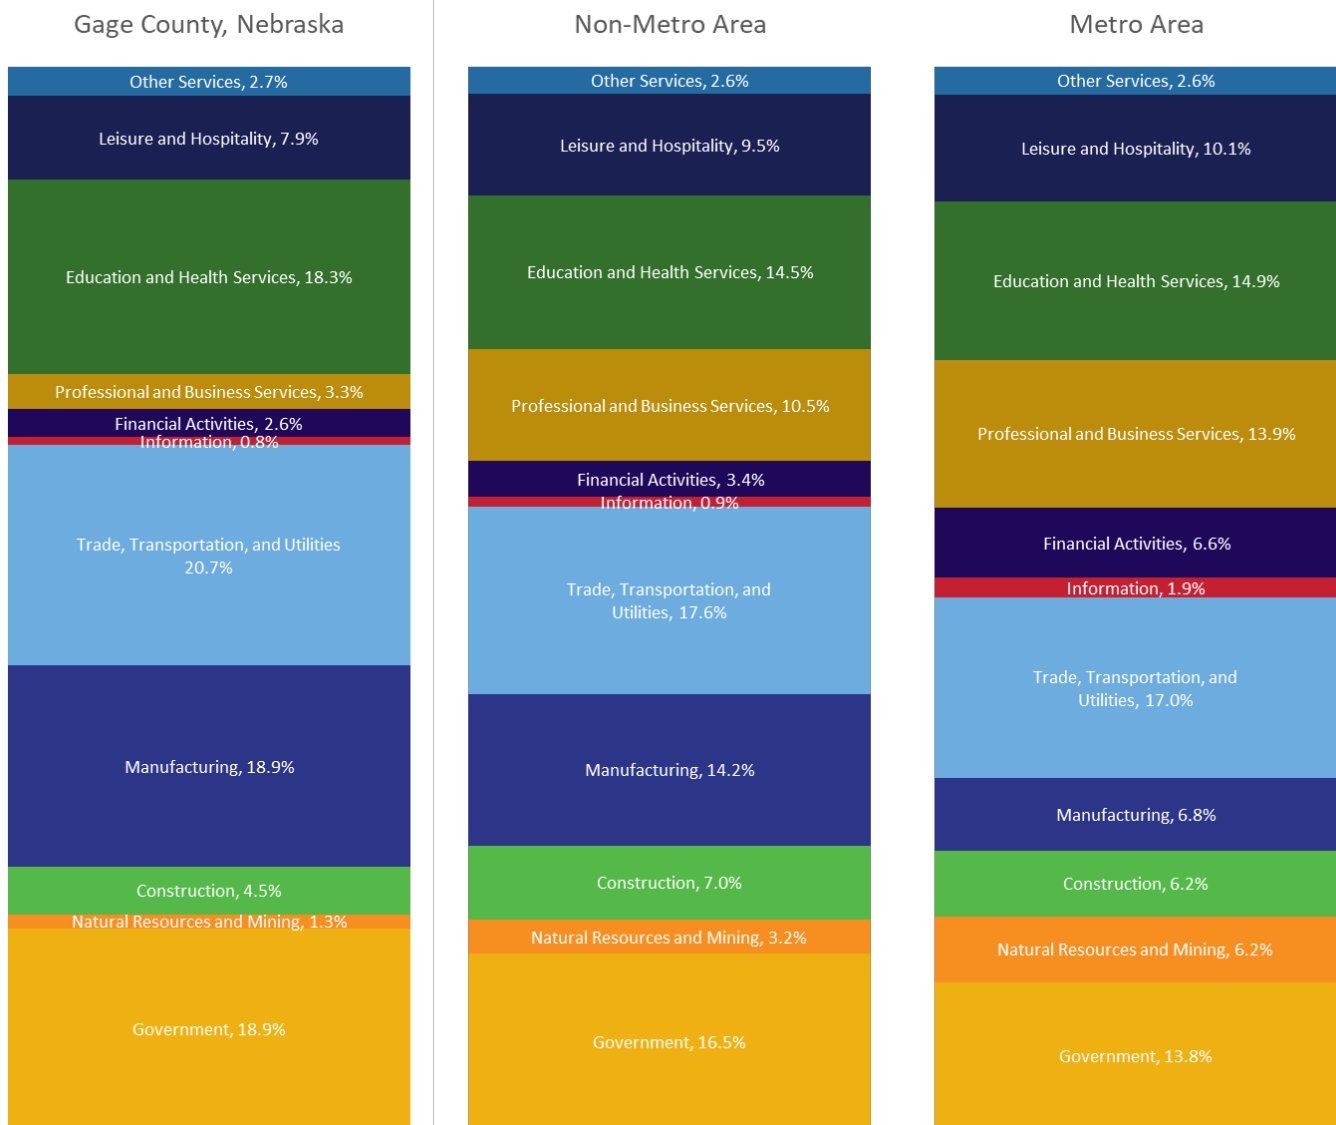 Gage County, Nebraska
Other Services, 2.7%
Leisure and Hospitality, 7.9%
Education and Health Services, 18.3%
Professional and Business Services, 3.3%
Financial Activities, 2.6%
Information, 0.8%
Trade, Transportation, and Utilities
20.7%
Manufacturing, 18.9%
Construction, 4.5%
Natural Resources and Mining, 1.3%
Government, 18.9%
Non-Metro Area
Other Services, 2.6%
Leisure and Hospitality, 9.5%
Education and Health Services, 14.5%
Professional and Business Services, 10.5%
Financial Activities, 3.4%
Information, 0.9%
Trade, Transportation, and
Utilities, 17.6%
Manufacturing, 14.2%
Construction, 7.0%
Natural Resources and Mining, 3.2%
Government, 16.5%
Metro Area
Other Services, 2.6%
Leisure and Hospitality, 10.1%
Education and Health Services, 14.9%
Professional and Business Services, 13.9%
Financial Activities, 6.6%
Information, 1.9%
Trade, Transportation, and
Utilities, 17.0%
Manufacturing, 6.8%
Construction, 6.2%
Natural Resources and Mining, 6.2%
Government, 13.8%